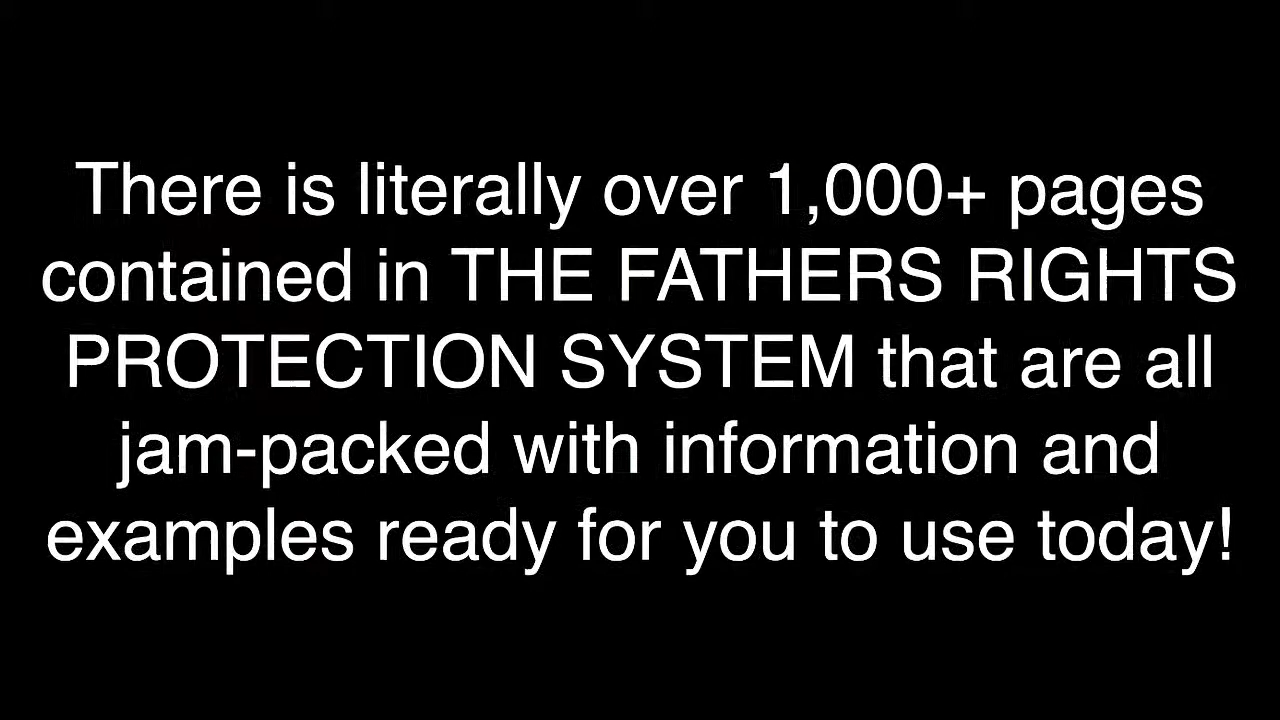 There is literally over 1,000+ pages
contained in THE FATHERS RIGHTS
PROTECTION SYSTEM that are all
jam-packed with information and
examples ready for you to use today!